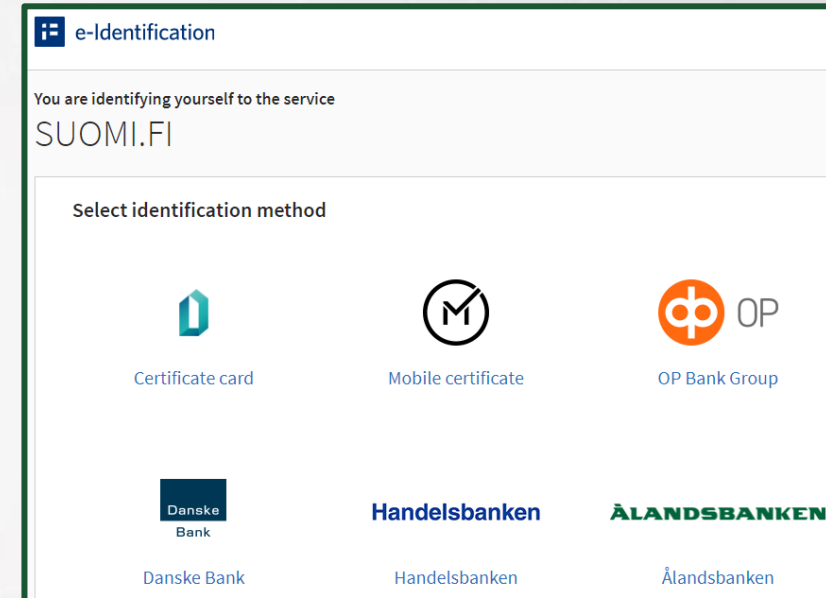 e-Identification
You are identifying yourself to the service
SUOMI.FI
Select identification method
OP
Certificate card
Mobile certificate
OP Bank Group
Danske
Bank
Handelsbanken
ÅLANDSBANKEN
Danske Bank
Handelsbanken
Ålandsbanken